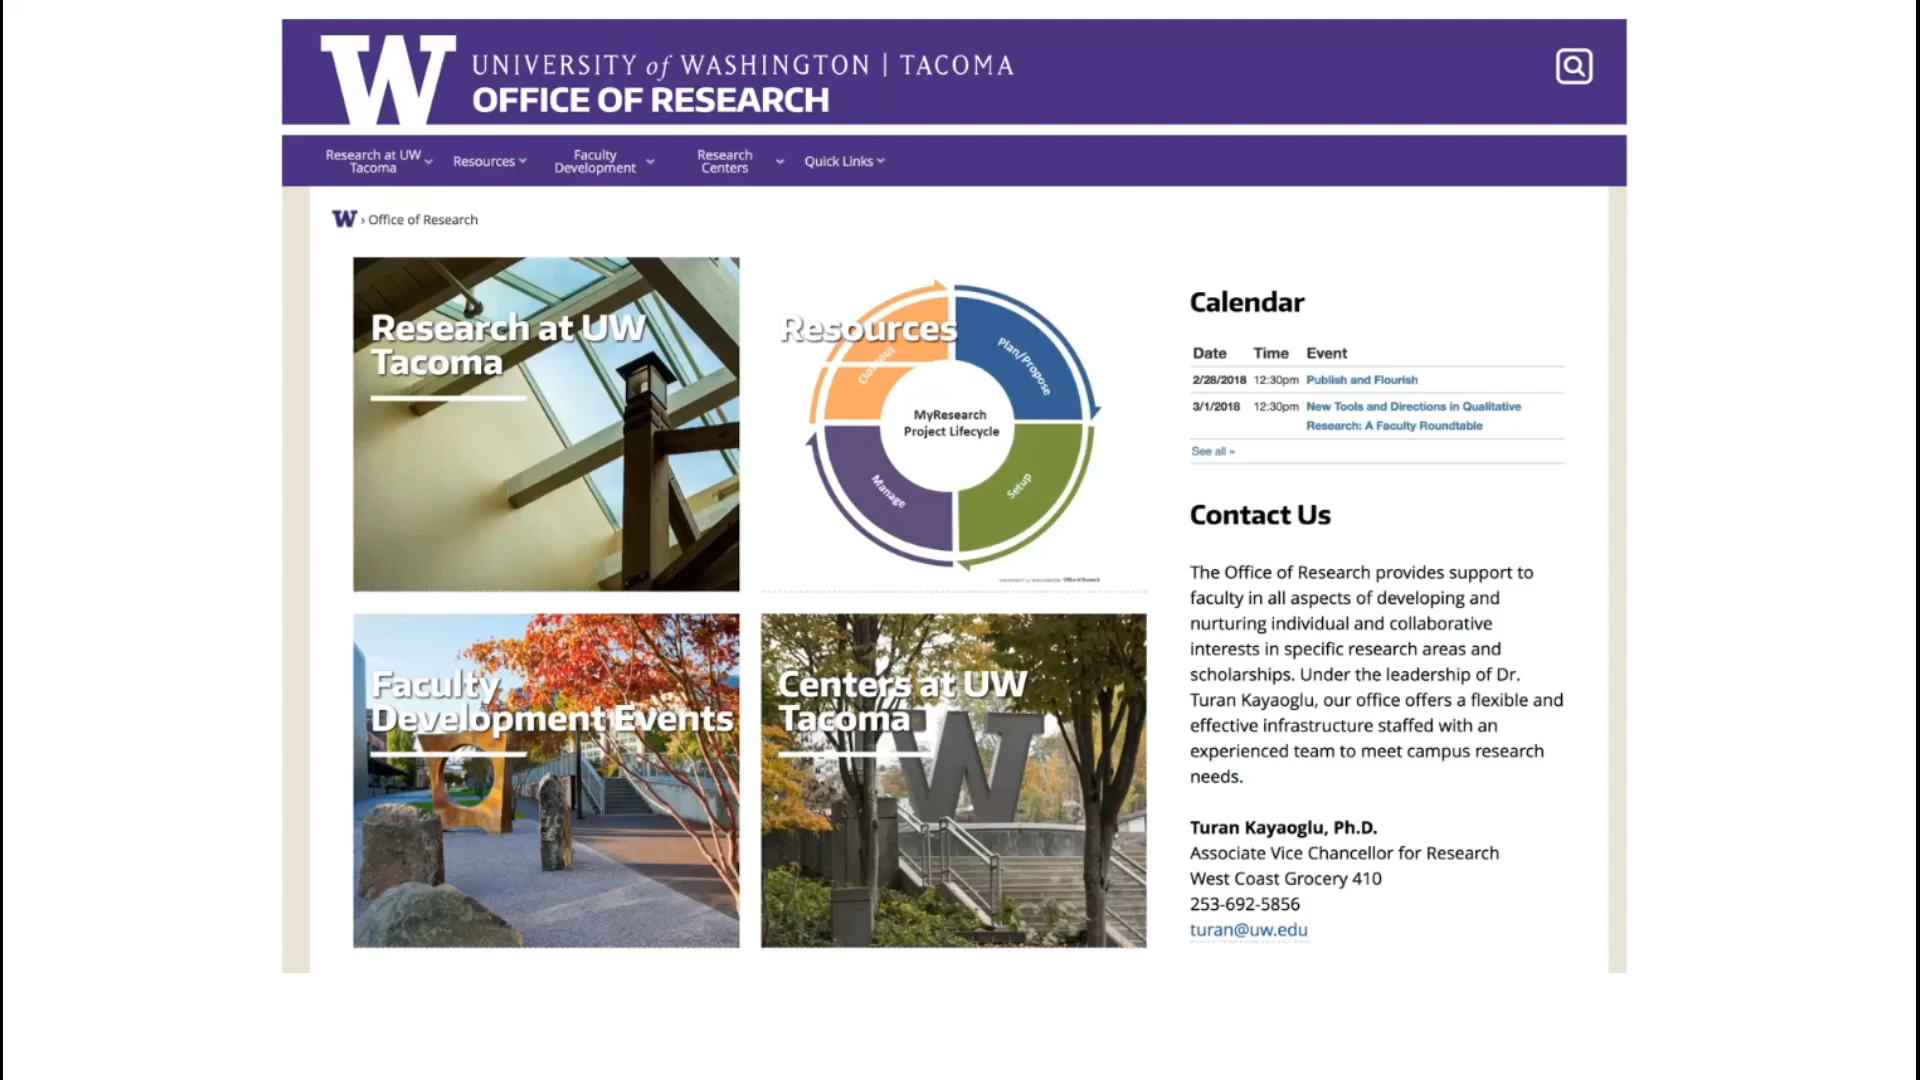 W UNIVERSITY of WASHINGTON | TACOMA
OFFICE OF RESEARCH
Research at UW
Tacoma
Resources
Faculty
Development
Research
Centers
Quick Links
W › Office of Research
Research at UW
Tacoma
Resources
Closeout
Plan/Propose
MyResearch
Project Lifecycle
Manage
Setup
UNIVERSITY of WASHINGTON Office of Research
Faculty
Development Events
Centers at UW
Tacoma
W
Calendar
Date Time Event
2/28/2018 12:30pm Publish and Flourish
3/1/2018 12:30pm New Tools and Directions in Qualitative
Research: A Faculty Roundtable
See all »
Contact Us
The Office of Research provides support to
faculty in all aspects of developing and
nurturing individual and collaborative
interests in specific research areas and
scholarships. Under the leadership of Dr.
Turan Kayaoglu, our office offers a flexible and
effective infrastructure staffed with an
experienced team to meet campus research
needs.
Turan Kayaoglu, Ph.D.
Associate Vice Chancellor for Research
West Coast Grocery 410
253-692-5856
turan@uw.edu